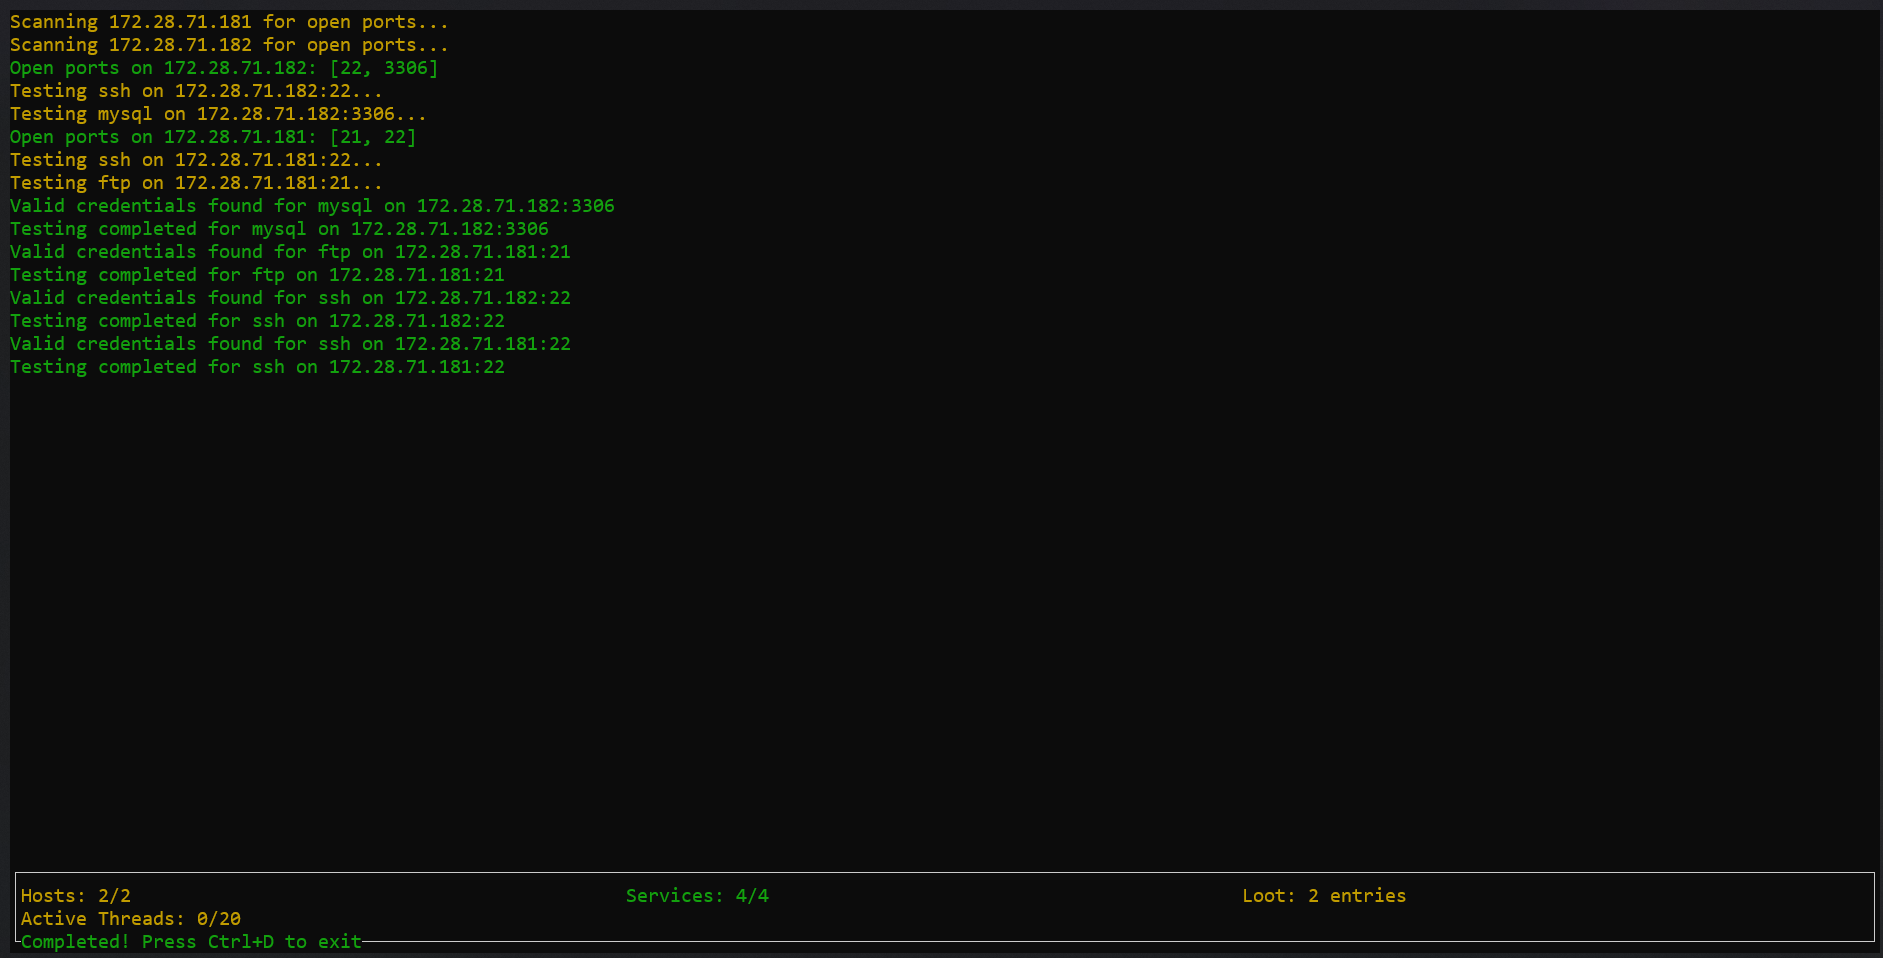 Scanning 172.28.71.181 for open ports...
Scanning 172.28.71.182 for open ports...
Open ports on 172.28.71.182: [22, 3306]
Testing ssh on 172.28.71.182:22...
Testing mysql on 172.28.71.182:3306...
Open ports on 172.28.71.181: [21, 22]
Testing ssh on 172.28.71.181:22...
Testing ftp on 172.28.71.181:21...
Valid credentials found for mysql on 172.28.71.182:3306
Testing completed for mysql on 172.28.71.182:3306
Valid credentials found for ftp on 172.28.71.181:21
Testing completed for ftp on 172.28.71.181:21
Valid credentials found for ssh on 172.28.71.182:22
Testing completed for ssh on 172.28.71.182:22
Valid credentials found for ssh on 172.28.71.181:22
Testing completed for ssh on 172.28.71.181:22
Hosts: 2/2 Services: 4/4 Loot: 2 entries
Active Threads: 0/20
Completed! Press Ctrl+D to exit